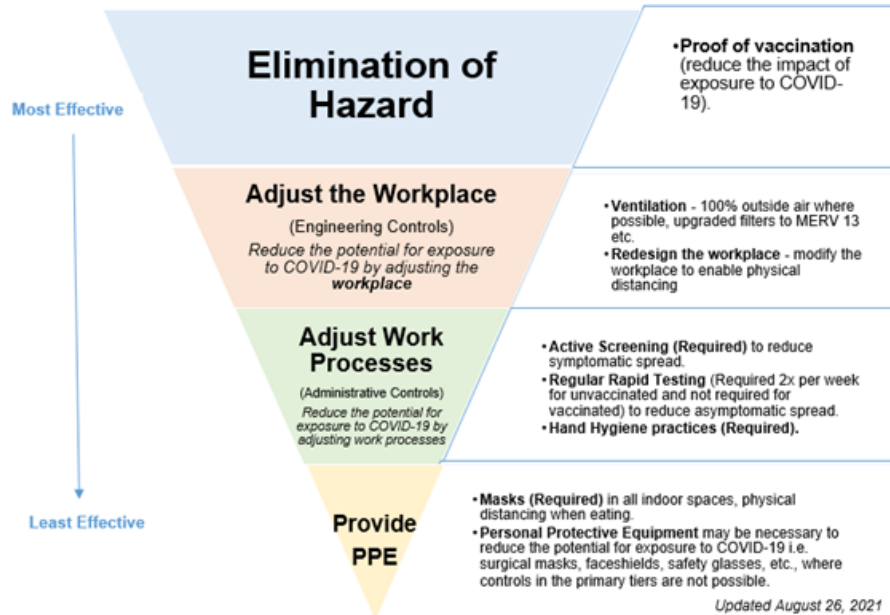 Elimination of
Hazard
•Proof of vaccination
(reduce the impact of
exposure to COVID-
19).
Most Effective
Adjust the Workplace
(Engineering Controls)
Reduce the potential for exposure
to COVID-19 by adjusting the
workplace
•Ventilation - 100% outside air where
possible, upgraded filters to MERV 13
etc.
•Redesign the workplace - modify the
workplace to enable physical
distancing
Adjust Work
Processes
(Administrative Controls)
Reduce the potential for
exposure to COVID-19 by
adjusting work processes
•Active Screening (Required) to reduce
symptomatic spread.
•Regular Rapid Testing (Required 2x per week
for unvaccinated and not required for
vaccinated) to reduce asymptomatic spread.
•Hand Hygiene practices (Required).
Least Effective
Provide
PPE
•Masks (Required) in all indoor spaces, physical
distancing when eating.
•Personal Protective Equipment may be necessary to
reduce the potential for exposure to COVID-19 i.e.
surgical masks, faceshields, safety glasses, etc., where
controls in the primary tiers are not possible.
Updated August 26, 2021